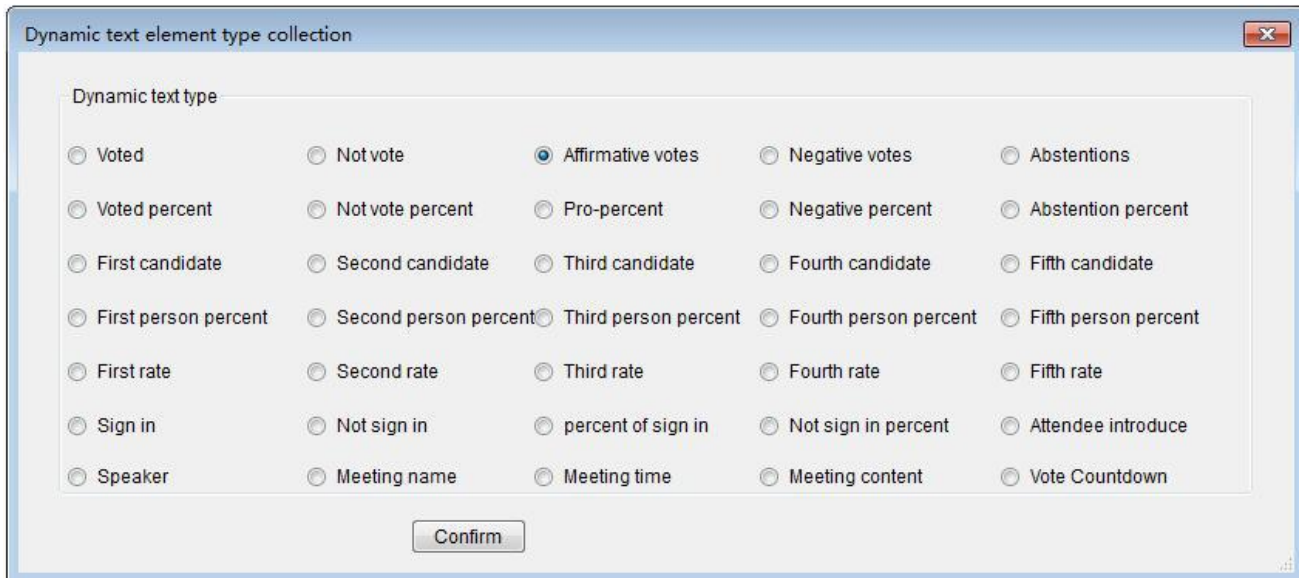 Dynamic text element type collection
Dynamic text type
Voted Not vote Affirmative votes Negative votes Abstentions
Voted percent Not vote percent Pro-percent Negative percent Abstention percent
First candidate Second candidate Third candidate Fourth candidate Fifth candidate
First person percent Second person percent Third person percent Fourth person percent Fifth person percent
First rate Second rate Third rate Fourth rate Fifth rate
Sign in Not sign in percent of sign in Not sign in percent Attendee introduce
Speaker Meeting name Meeting time Meeting content Vote Countdown
Confirm